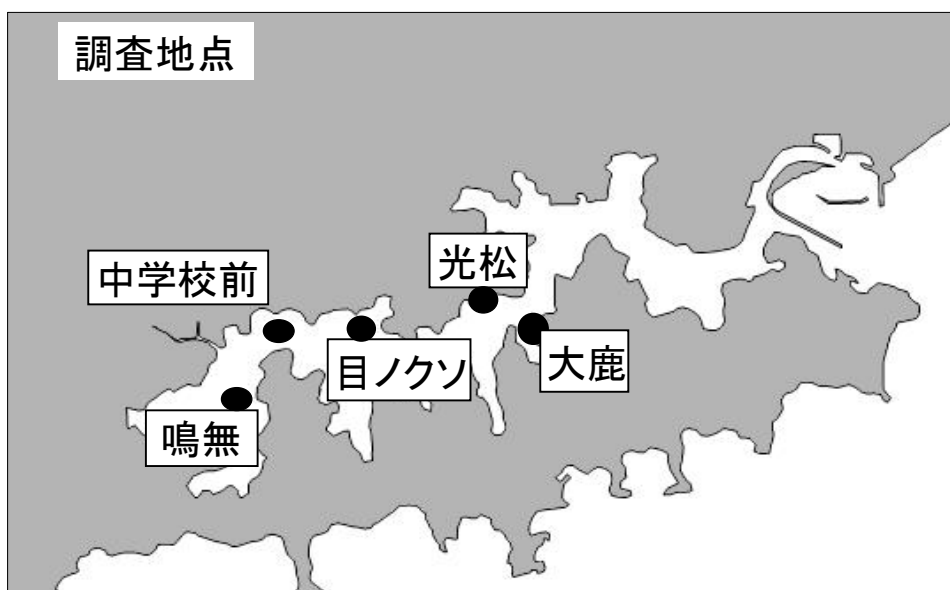 調査地点
光松
中学校前
目ノクソ
大鹿
鳴無